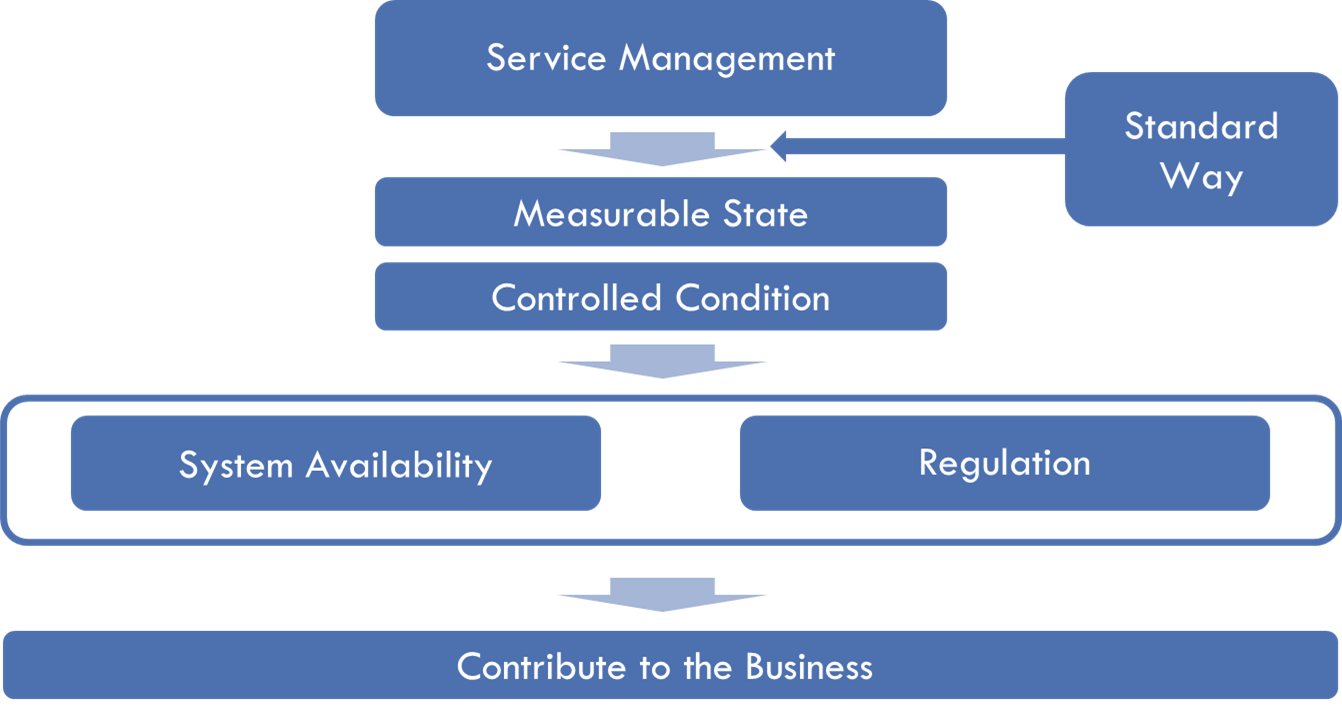 Service Management
Standard
Way
Measurable State
Controlled Condition
System Availability
Regulation
Contribute to the Business